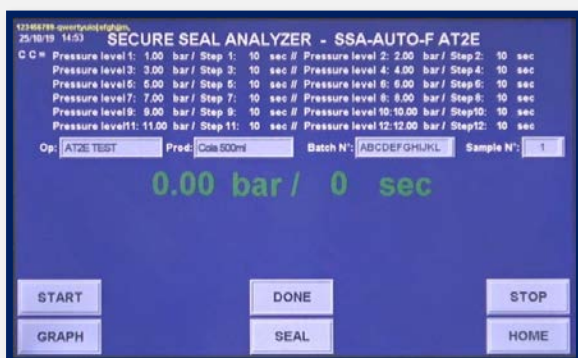 123456789-qwertyuiop[etghjjm,
25/10/19 14:53 SECURE SEAL ANALYZER - SSA-AUTO-F AT2E
C C = Pressure level 1: 1.00 bar / Step 1: 10 sec // Pressure level 2: 2.00 bar / Step 2: 10 sec
Pressure level 3: 3.00 bar / Step 3: 10 sec // Pressure level 4: 4.00 bar / Step 4: 10 sec
Pressure level 5: 5.00 bar / Step 5: 10 sec // Pressure level 6: 6.00 bar / Step 6: 10 sec
Pressure level 7: 7.00 bar / Step 7: 10 sec // Pressure level 8: 8.00 bar / Step 8: 10 sec
Pressure level 9: 9.00 bar / Step 9: 10 sec // Pressure level 10:10.00 bar / Step10: 10 sec
Pressure level11: 11.00 bar / Step 11: 10 sec // Pressure level 12:12.00 bar / Step12: 10 sec
Op: AT2E TEST Prod: Cola 500ml Batch N°: ABCDEFGHIJKL Sample N°: 1
0.00 bar / 0 sec
START DONE STOP
GRAPH SEAL HOME